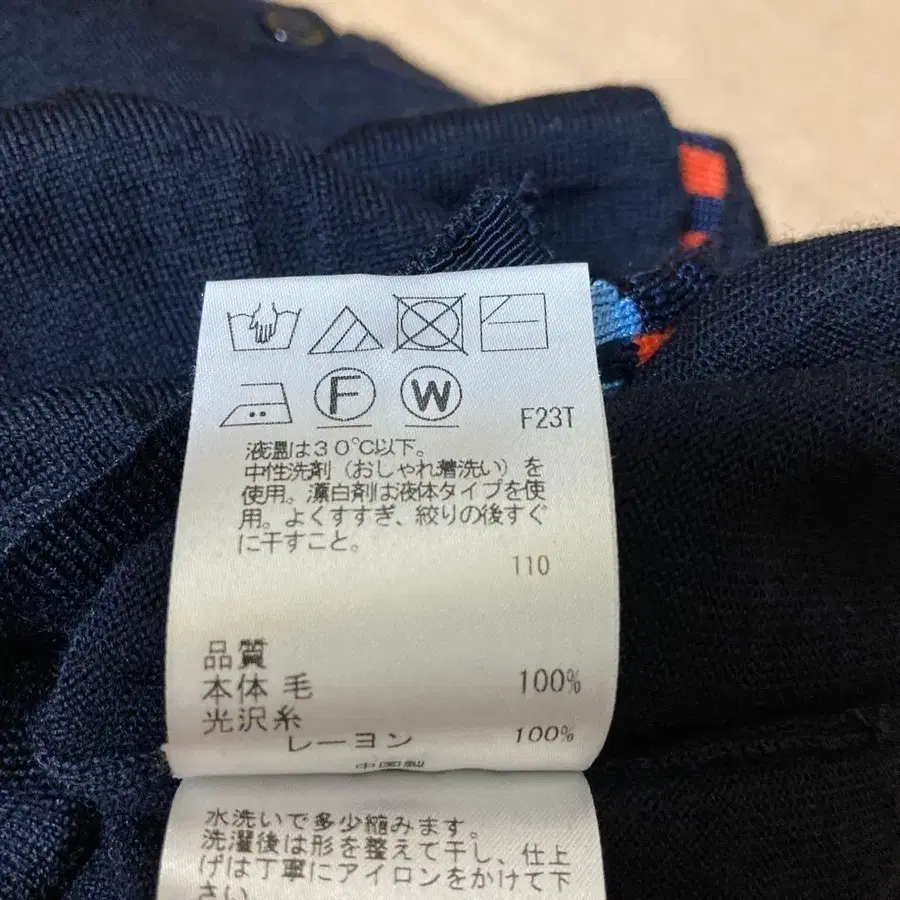 F W F23T
液温は30℃以下。
中性洗剤（おしゃれ着洗い）を
使用。漂白剤は液体タイプを使
用。よくすすぎ、絞りの後すぐ
に干すこと。
110
品質
本体 毛 100%
光沢糸
レーヨン 100%
中国製
水洗いで多少縮みます。
洗濯後は形を整えて干し、仕上
げは丁寧にアイロンをかけて下
さい。